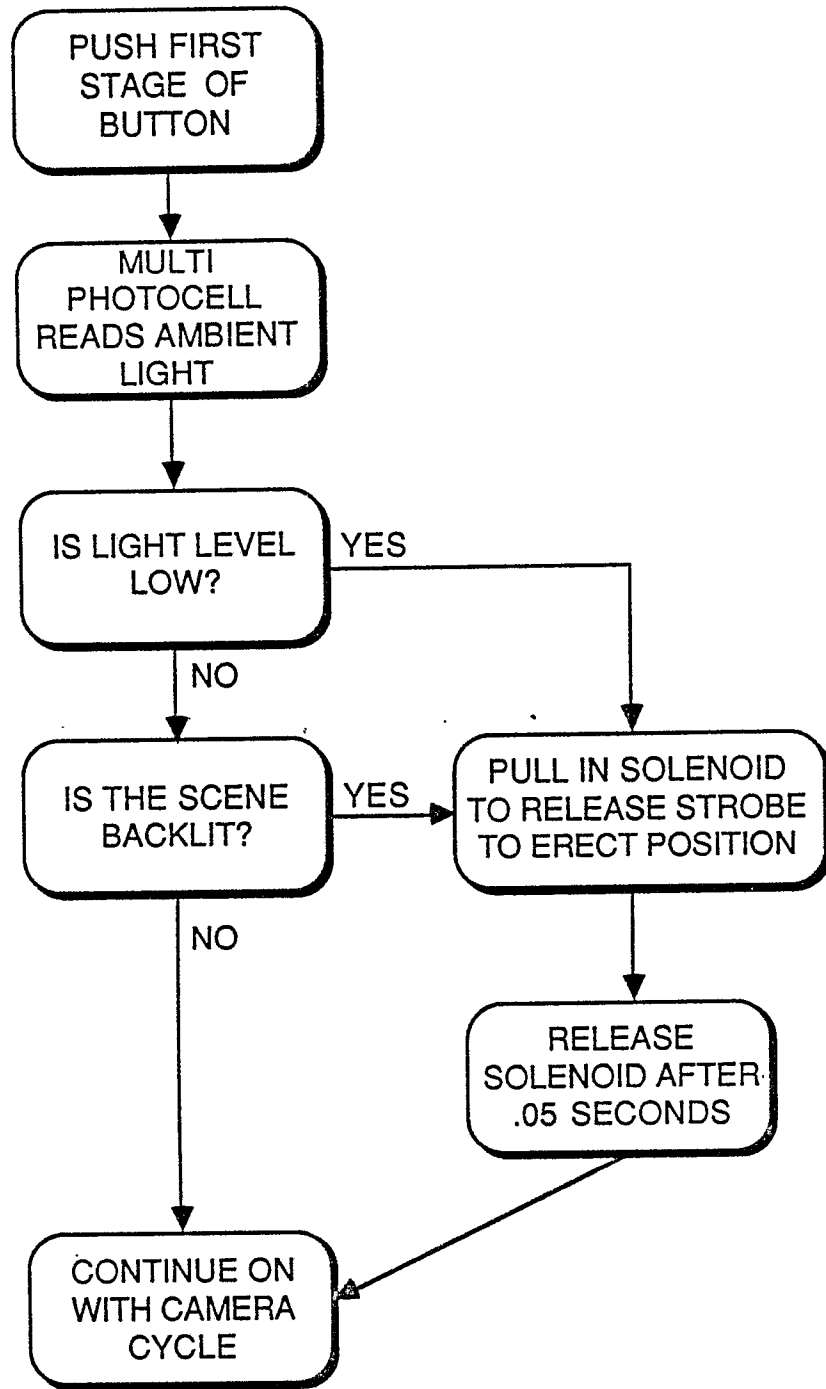 PUSH FIRST
STAGE OF
BUTTON
MULTI
PHOTOCELL
READS AMBIENT
LIGHT
IS LIGHT LEVEL
LOW?
YES
NO
IS THE SCENE
BACKLIT?
YES
NO
PULL IN SOLENOID
TO RELEASE STROBE
TO ERECT POSITION
RELEASE
SOLENOID AFTER
.05 SECONDS
CONTINUE ON
WITH CAMERA
CYCLE